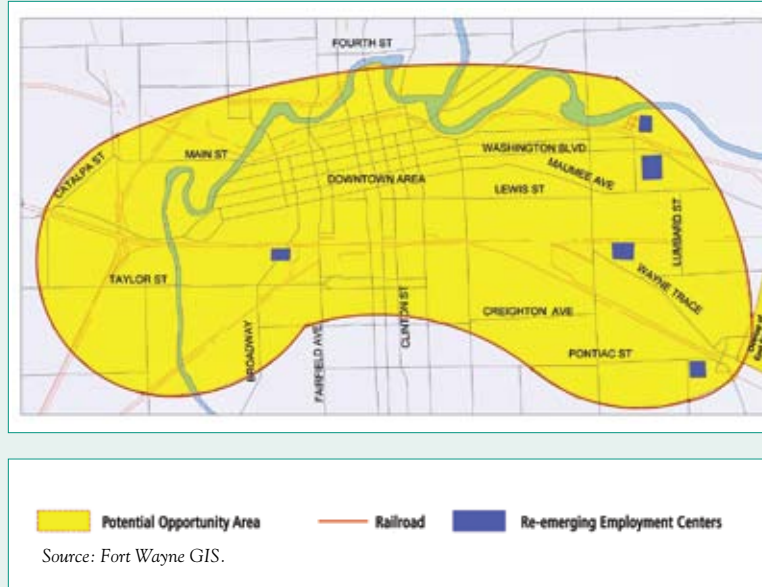 FOURTH ST
CATALPA ST
MAIN ST
WASHINGTON BLVD
DOWNTOWN AREA
MAUMEE AVE
LEWIS ST
LUMBARD ST
TAYLOR ST
WAYNE TRACE
BROADWAY
FAIRFIELD AVE
CLINTON ST
CREIGHTON AVE
PONTIAC ST
Potential Opportunity Area
Railroad
Re-emerging Employment Centers
Source: Fort Wayne GIS.